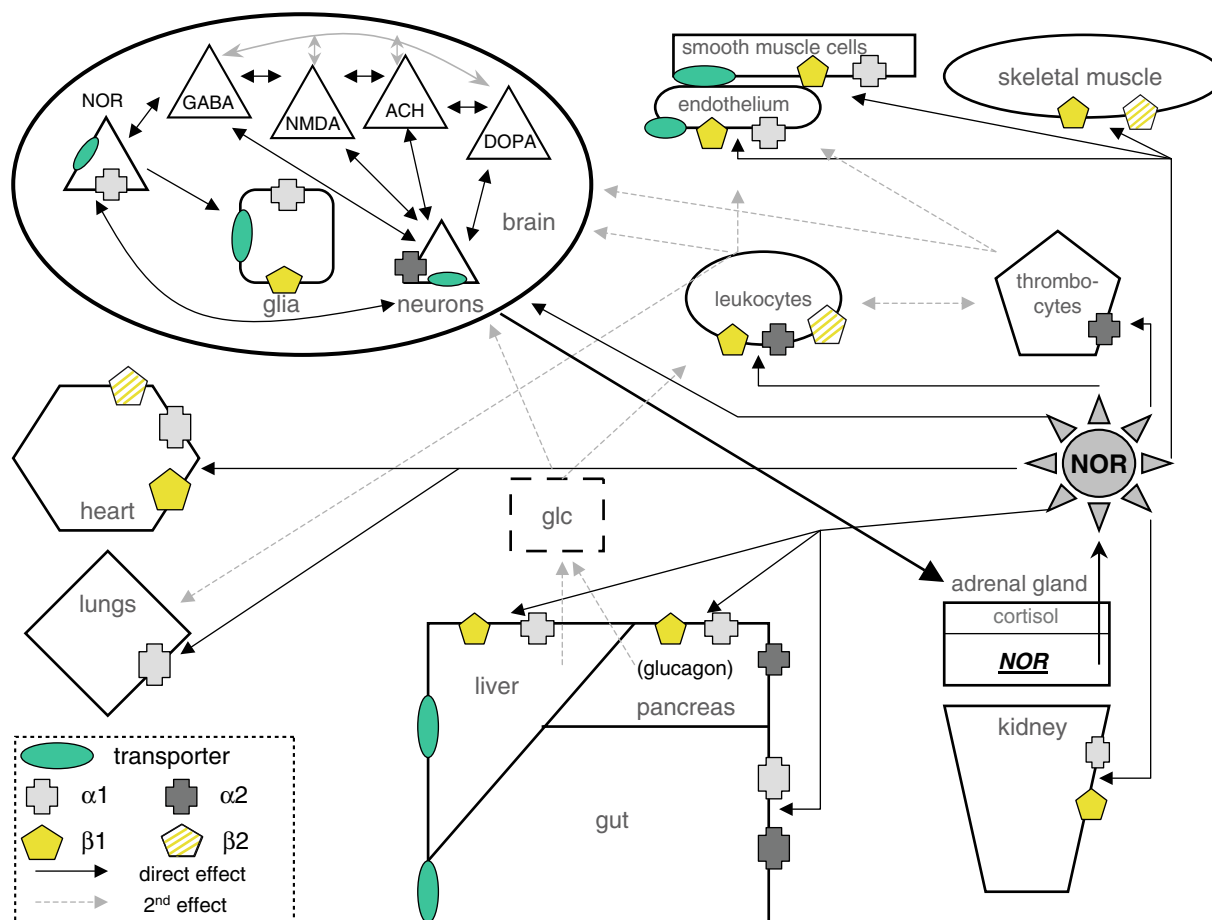 smooth muscle cells
skeletal muscle
endothelium
NOR
GABA
NMDA
ACH
DOPA
brain
glia
neurons
leukocytes
thrombo-
cytes
NOR
heart
glc
lungs
adrenal gland
cortisol
NOR
(glucagon)
liver
pancreas
kidney
gut
transporter
α1
α2
β1
β2
direct effect
2nd effect